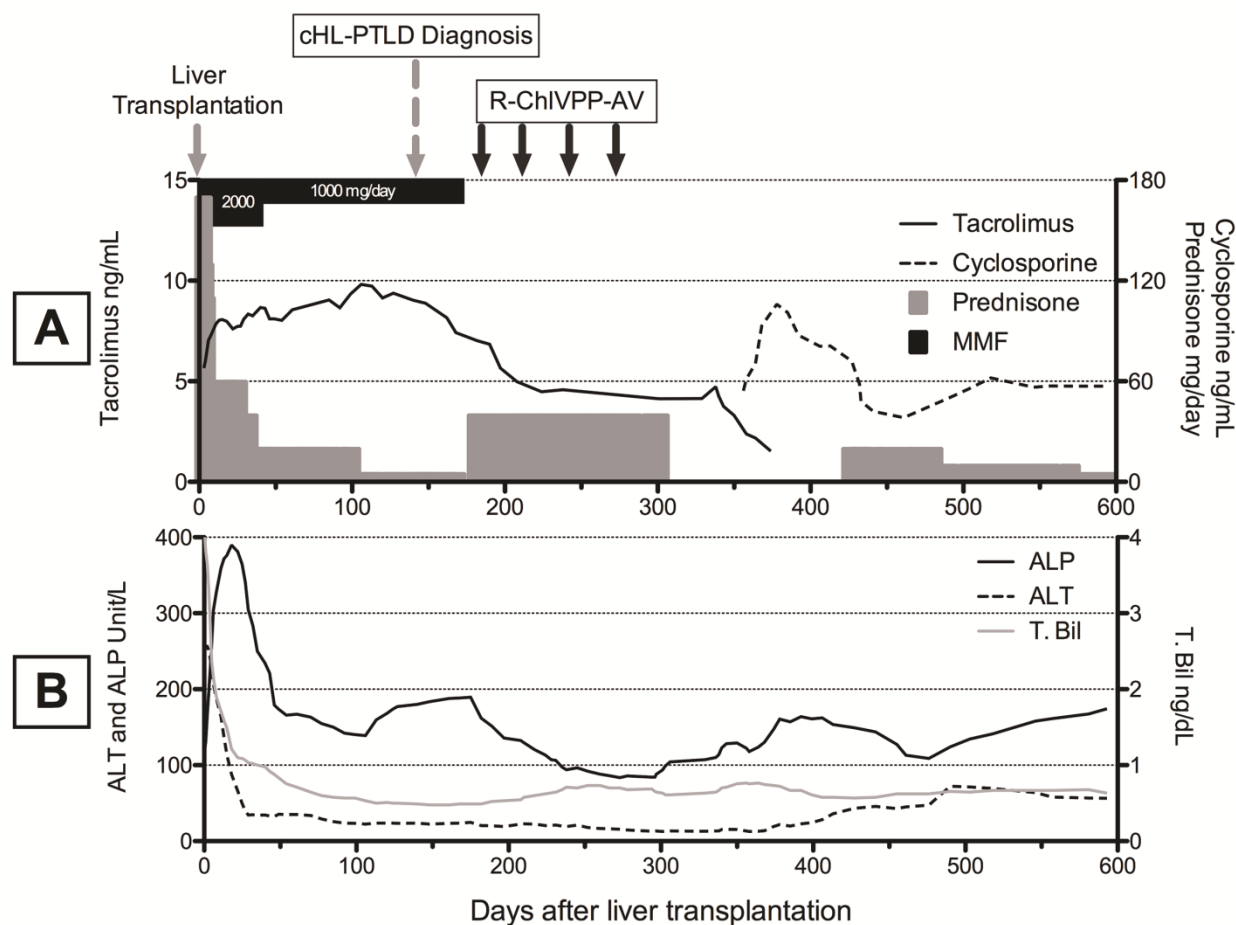 cHL-PTLD Diagnosis
Liver
Transplantation
R-ChlVPP-AV
A
Tacrolimus ng/mL
15
10
5
0
2000
1000 mg/day
Tacrolimus
Cyclosporine
Prednisone
MMF
180
120
60
0
Cyclosporine ng/mL
Prednisone mg/day
0 100 200 300 400 500 600
B
ALT and ALP Unit/L
400
300
200
100
0
ALP
ALT
T. Bil
4
3
2
1
0
T. Bil ng/dL
0 100 200 300 400 500 600
Days after liver transplantation